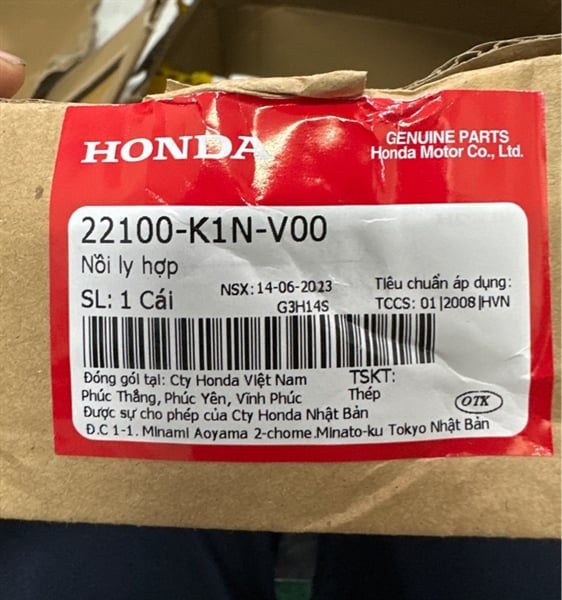 HONDA
GENUINE PARTS
Honda Motor Co., Ltd.
22100-K1N-V00
Nồi ly hợp
NSX: 14-06-2023
Tiêu chuẩn áp dụng:
SL: 1 Cái
G3H14S
TCCS: 01|2008|HVN
Đóng gói tại: Cty Honda Việt Nam
TSKT:
Phúc Thắng, Phúc Yên, Vĩnh Phúc
Thép
Được sự cho phép của Cty Honda Nhật Bản
OTK
Đ.C 1-1. Minami Aoyama 2-chome.Minato-ku Tokyo Nhật Bản